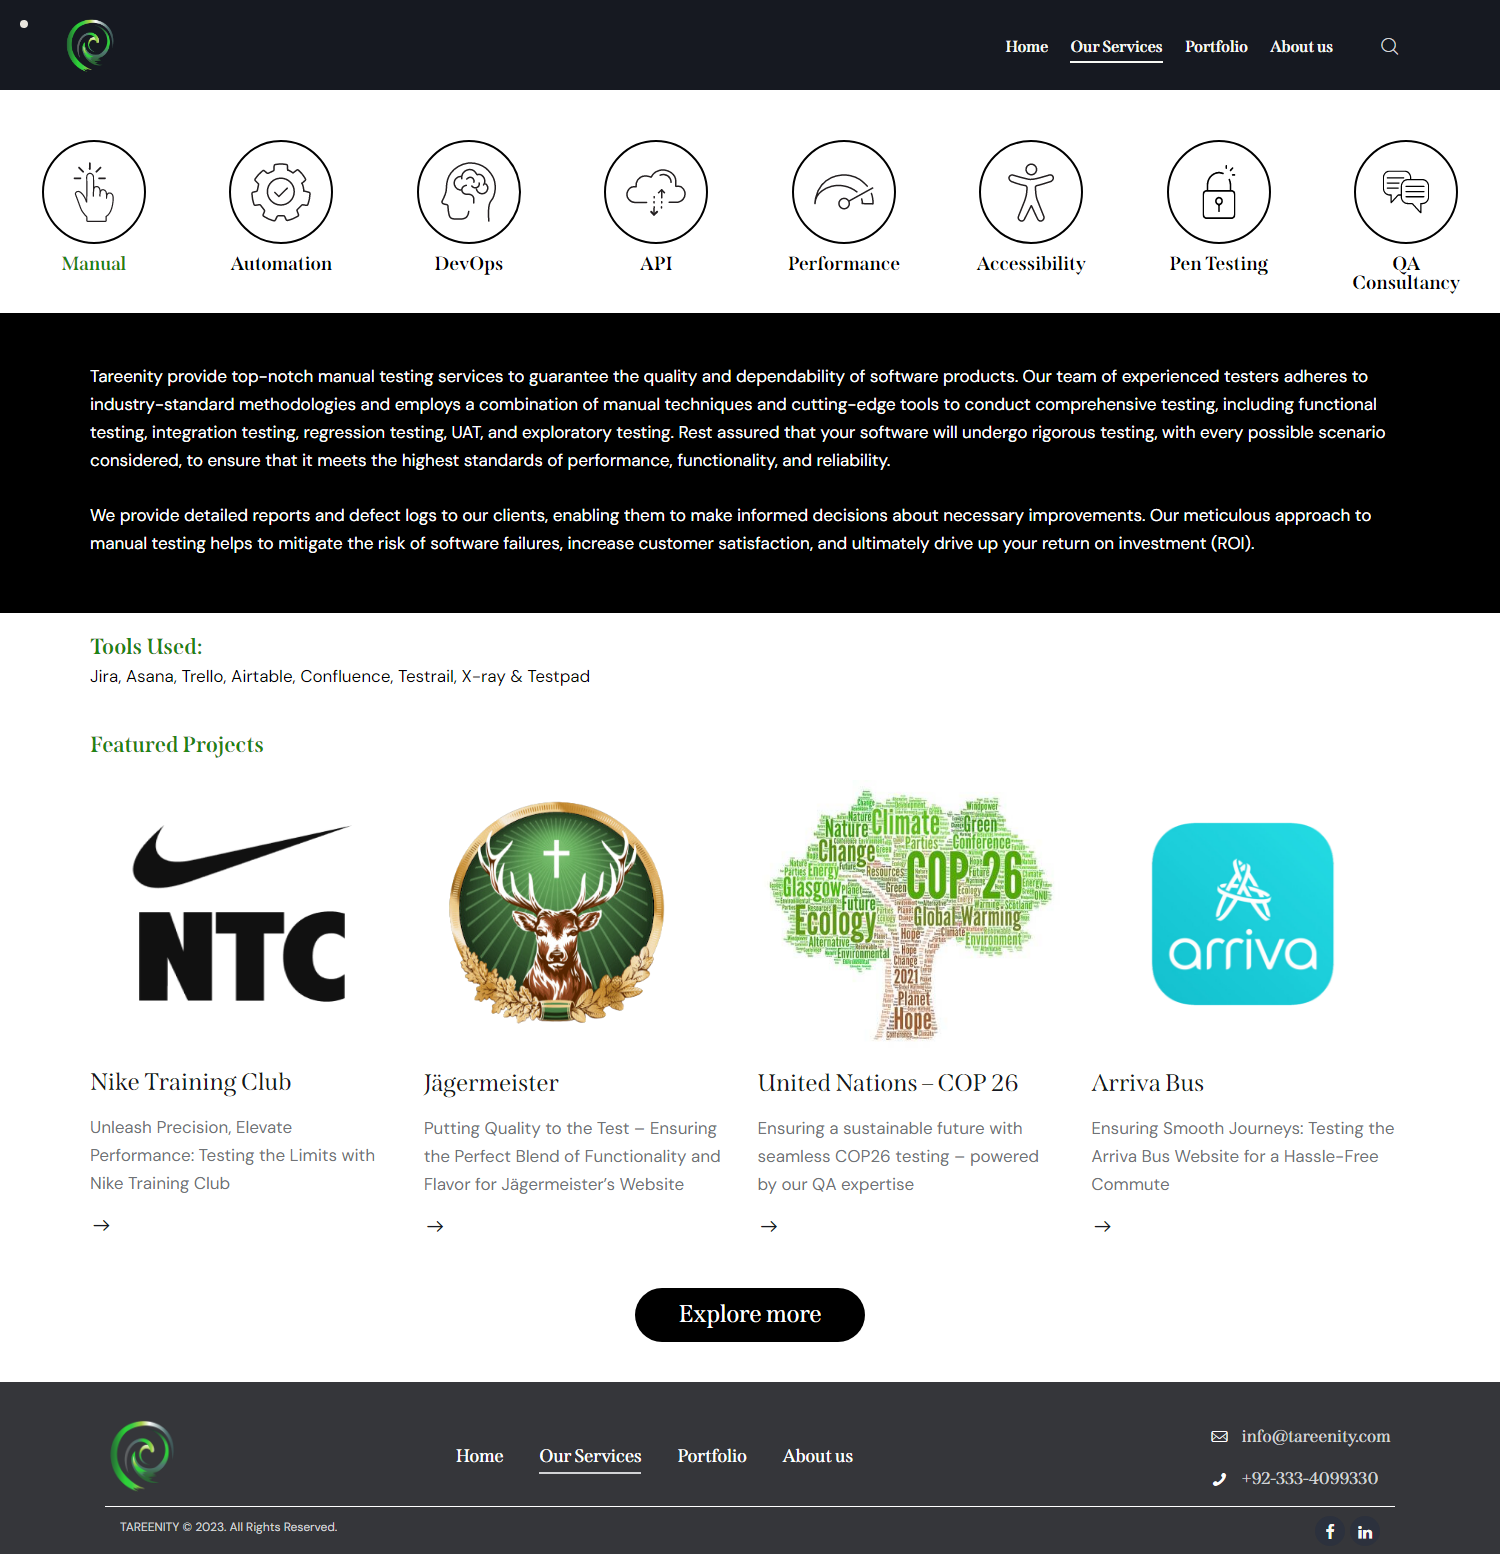 Home Our Services Portfolio About us
Manual Automation DevOps API Performance Accessibility Pen Testing QA
Consultancy
Tareenity provide top-notch manual testing services to guarantee the quality and dependability of software products. Our team of experienced testers adheres to
industry-standard methodologies and employs a combination of manual techniques and cutting-edge tools to conduct comprehensive testing, including functional
testing, integration testing, regression testing, UAT, and exploratory testing. Rest assured that your software will undergo rigorous testing, with every possible scenario
considered, to ensure that it meets the highest standards of performance, functionality, and reliability.
We provide detailed reports and defect logs to our clients, enabling them to make informed decisions about necessary improvements. Our meticulous approach to
manual testing helps to mitigate the risk of software failures, increase customer satisfaction, and ultimately drive up your return on investment (ROI).
Tools Used:
Jira, Asana, Trello, Airtable, Confluence, Testrail, X-ray & Testpad
Featured Projects
NTC
Climate
Nature
Green
Parties
Conference
Change
COP 26
Energy
Resources
Glasgow
Future
Ecology
Global Warming
Alternative
Environment
Environmental
Hope
Change
2021
Planet
Hope
arriva
Nike Training Club
Unleash Precision, Elevate
Performance: Testing the Limits with
Nike Training Club
Jägermeister
Putting Quality to the Test – Ensuring
the Perfect Blend of Functionality and
Flavor for Jägermeister’s Website
United Nations – COP 26
Ensuring a sustainable future with
seamless COP26 testing – powered
by our QA expertise
Arriva Bus
Ensuring Smooth Journeys: Testing the
Arriva Bus Website for a Hassle-Free
Commute
Explore more
Home Our Services Portfolio About us
info@tareenity.com
+92-333-4099330
TAREENITY © 2023. All Rights Reserved.